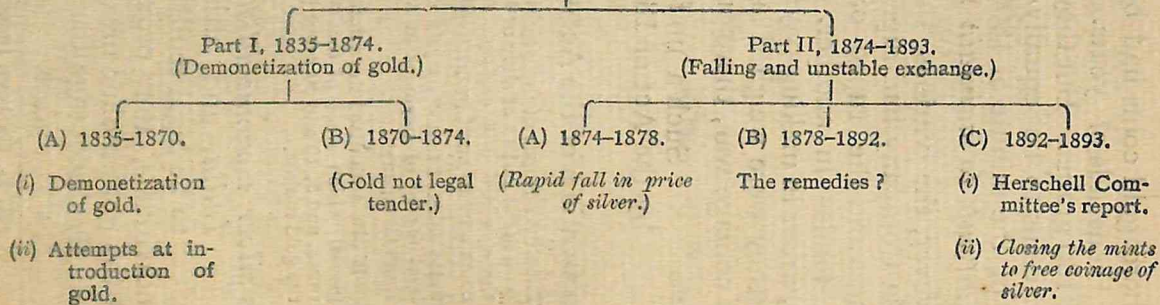 Part I, 1835–1874.
(Demonetization of gold.)
Part II, 1874–1893.
(Falling and unstable exchange.)
(A) 1835–1870.
(i) Demonetization
of gold.
(ii) Attempts at in-
troduction of
gold.
(B) 1870–1874.
(Gold not legal
tender.)
(A) 1874–1878.
(Rapid fall in price
of silver.)
(B) 1878–1892.
The remedies ?
(C) 1892–1893.
(i) Herschell Com-
mittee's report.
(ii) Closing the mints
to free coinage of
silver.